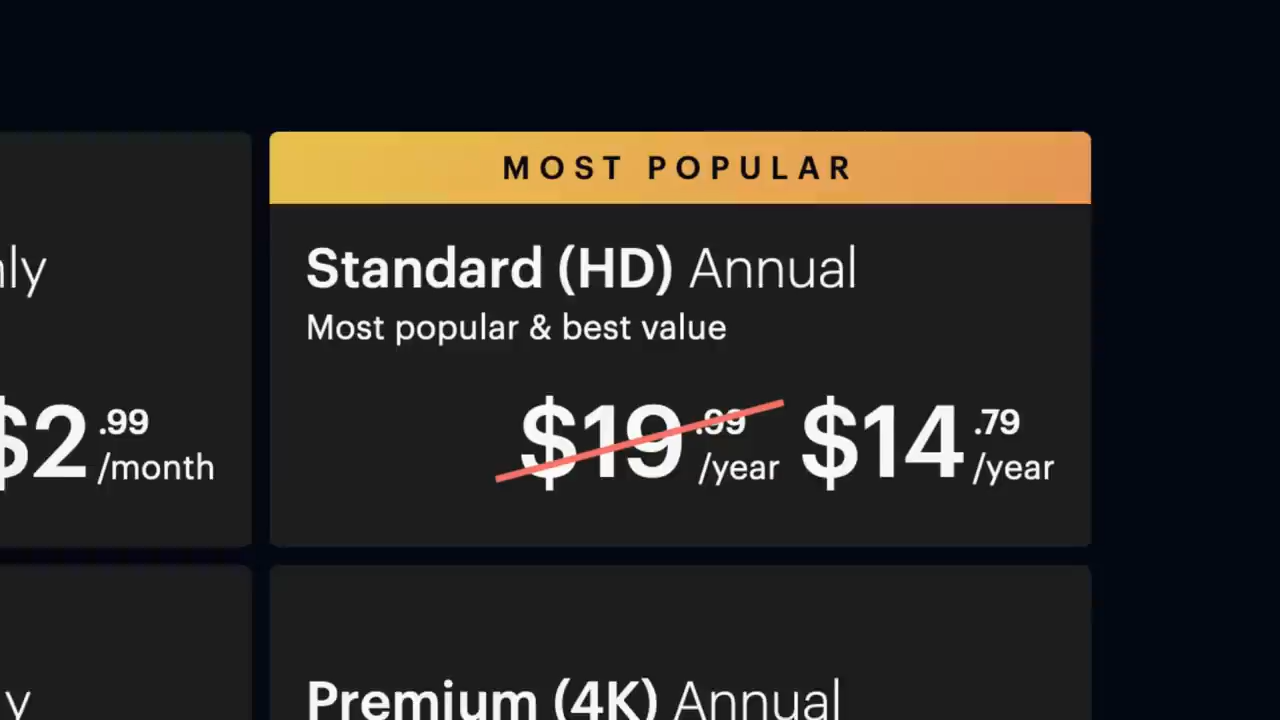 MOST POPULAR
Standard (HD) Annual
Most popular & best value
$2.99 /month
$19.99 /year $14.79 /year
Premium (4K) Annual